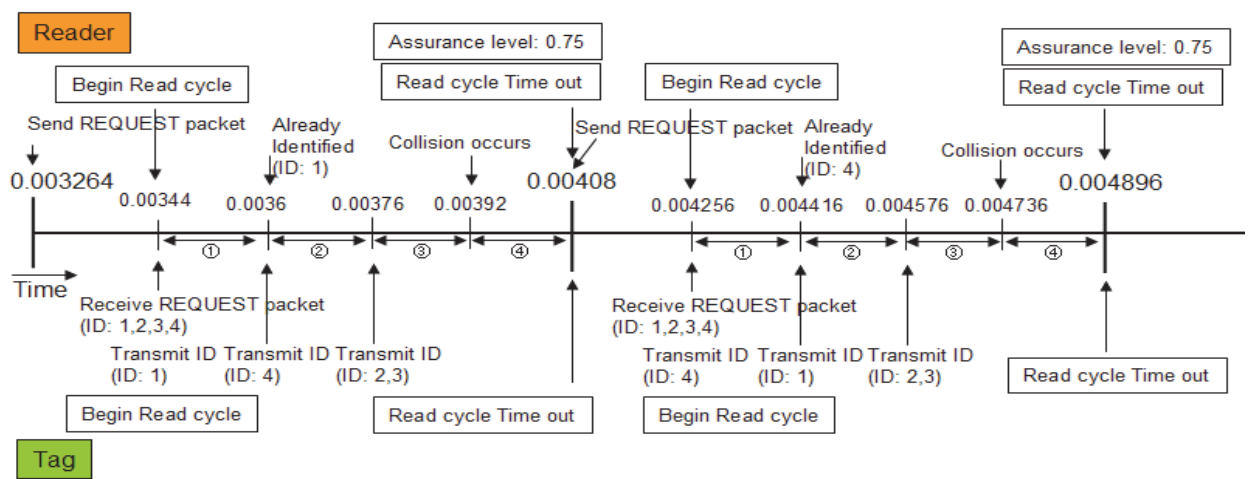 Reader
Assurance level: 0.75
Assurance level: 0.75
Begin Read cycle
Read cycle Time out
Begin Read cycle
Read cycle Time out
Send REQUEST packet
Already
Identified
(ID: 1)
Collision occurs
Send REQUEST packet
Already
Identified
(ID: 4)
Collision occurs
0.003264
0.00344
0.0036
0.00376
0.00392
0.00408
0.004256
0.004416
0.004576
0.004736
0.004896
① ② ③ ④ ① ② ③ ④
Time
Receive REQUEST packet
(ID: 1,2,3,4)
Receive REQUEST packet
(ID: 1,2,3,4)
Transmit ID
(ID: 1)
Transmit ID
(ID: 4)
Transmit ID
(ID: 2,3)
Transmit ID
(ID: 4)
Transmit ID
(ID: 1)
Transmit ID
(ID: 2,3)
Read cycle Time out
Begin Read cycle
Read cycle Time out
Begin Read cycle
Tag